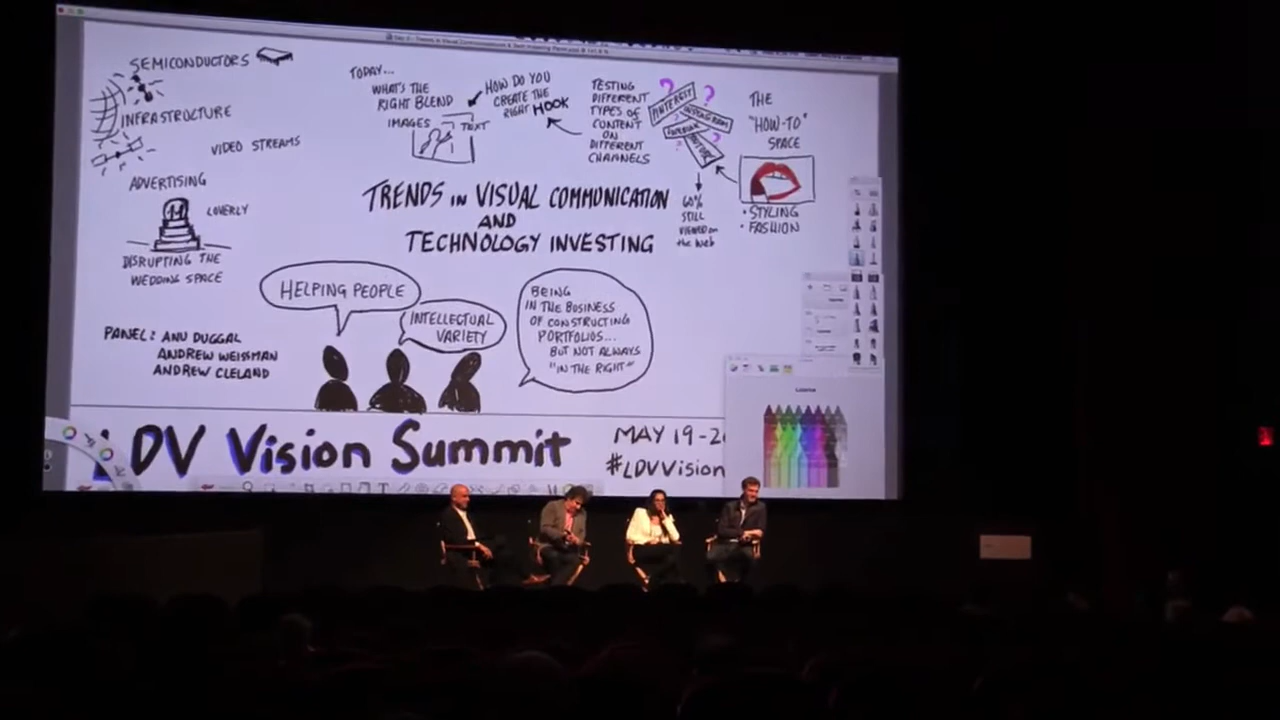 SEMICONDUCTORS
INFRASTRUCTURE
VIDEO STREAMS
ADVERTISING
LOVERLY
DISRUPTING THE
WEDDING SPACE
TODAY...
WHAT'S THE
RIGHT BLEND
IMAGES
TEXT
HOW DO YOU
CREATE THE
RIGHT HOOK
TESTING
DIFFERENT
TYPES OF
CONTENT
ON
DIFFERENT
CHANNELS
PINTEREST
INSTAGRAM
FACEBOOK
? ? ? ?
60%
STILL
VIEWED on
the Web
THE
"HOW-TO"
SPACE
• STYLING
• FASHION
TRENDS IN VISUAL COMMUNICATION
AND
TECHNOLOGY INVESTING
HELPING PEOPLE
INTELLECTUAL
VARIETY
BEING
IN THE BUSINESS
OF CONSTRUCTING
PORTFOLIOS...
BUT NOT ALWAYS
"IN THE RIGHT"
PANEL: ANU DUGGAL
ANDREW WEISSMAN
ANDREW CLELAND
LDV Vision Summit
MAY 19-2
#LDVVision